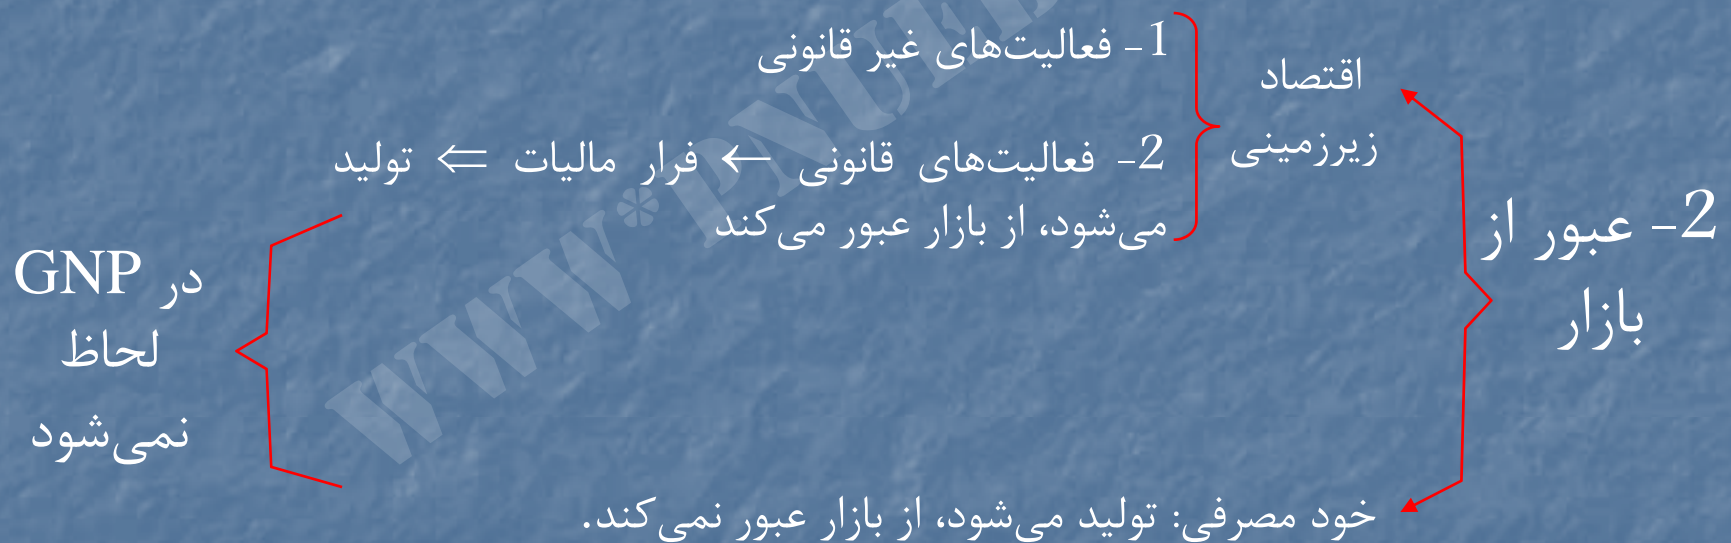 2- عبور از
بازار
اقتصاد
زیرزمینی
1- فعالیت‌های غیر قانونی
2- فعالیت‌های قانونی ← فرار مالیات ⇐ تولید
می‌شود، از بازار عبور می‌کند
خود مصرفی: تولید می‌شود، از بازار عبور نمی‌کند.
در GNP
لحاظ
نمی‌شود